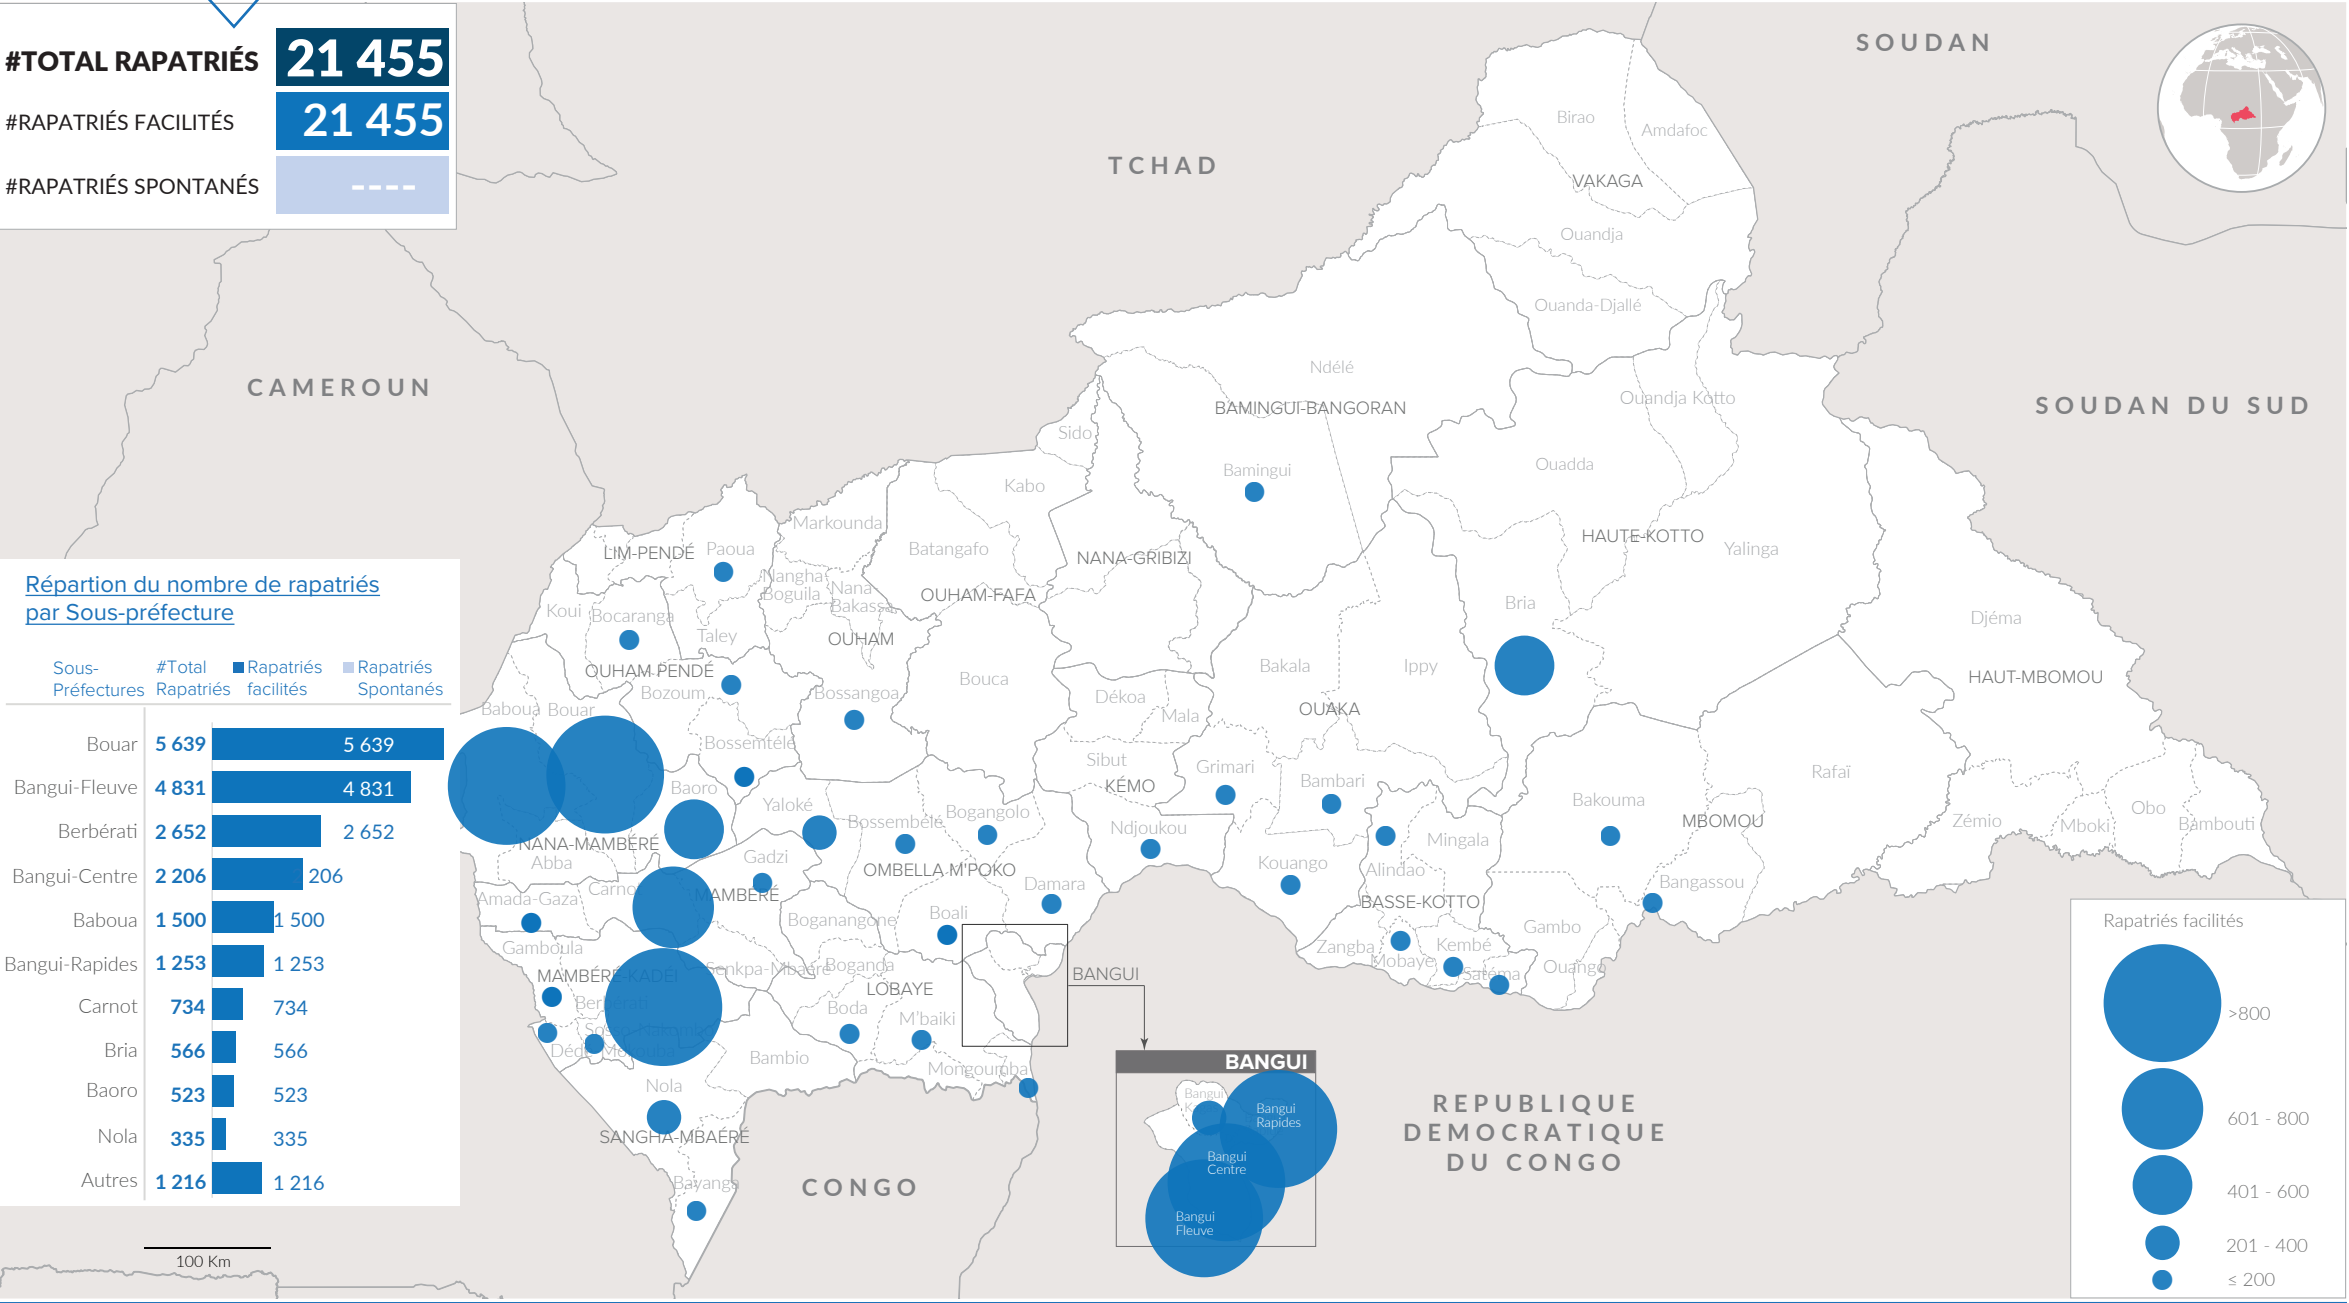 #TOTAL RAPATRIÉS 21 455
#RAPATRIÉS FACILITÉS 21 455
#RAPATRIÉS SPONTANÉS ----
SOUDAN
TCHAD
CAMEROUN
SOUDAN DU SUD
Birao
Amdafoc
VAKAGA
Ouandja
Ouanda-Djallé
Ndélé
BAMINGUI-BANGORAN
Ouandja Kotto
Sido
Bamingui
Ouadda
Kabo
Markounda
HAUTE-KOTTO
Yalinga
LIM-PENDÉ
Paoua
Batangafo
NANA-GRIBIZI
Nangha
Boguila
Nana-
Bakassa
OUHAM-FAFA
Koui
Bocaranga
Taley
OUHAM
Bria
Djéma
OUHAM PENDÉ
Bozoum
Bossangoa
Bouca
Bakala
Ippy
HAUT-MBOMOU
Dékoa
Mala
OUAKA
Baboua
Bouar
Bossemtélé
Sibut
KÉMO
Grimari
Bambari
Rafaï
Baoro
Yaloké
Bossembélé
Bogangolo
Ndjoukou
Bakouma
MBOMOU
Mingala
Zémio
Mboki
Obo
Bambouti
NANA-MAMBÉRÉ
Abba
Gadzi
OMBELLA M'POKO
Kouango
Alindao
Damara
Bangassou
Amada-Gaza
Carnot
MAMBÉRÉ
BASSE-KOTTO
Boganangone
Boali
Gambo
Gamboula
Zangba
Mobaye
Kembé
Satéma
Ouango
MAMBÉRÉ-KADÉÏ
Senkpa-Mbaéré
Boganda
LOBAYE
BANGUI
Berbérati
Boda
M'baiki
Bambio
Mongoumba
Nola
SANGHA-MBAÉRÉ
Bayanga
CONGO
REPUBLIQUE
DEMOCRATIQUE
DU CONGO
BANGUI
Bangui
Bangui
Rapides
Bangui
Centre
Bangui
Fleuve
Répartion du nombre de rapatriés
par Sous-préfecture
Sous-
Préfectures
#Total
Rapatriés
Rapatriés
facilités
Rapatriés
Spontanés
Bouar 5 639 5 639
Bangui-Fleuve 4 831 4 831
Berbérati 2 652 2 652
Bangui-Centre 2 206 206
Baboua 1 500 1 500
Bangui-Rapides 1 253 1 253
Carnot 734 734
Bria 566 566
Baoro 523 523
Nola 335 335
Autres 1 216 1 216
100 Km
Rapatriés facilités
>800
601 - 800
401 - 600
201 - 400
≤ 200